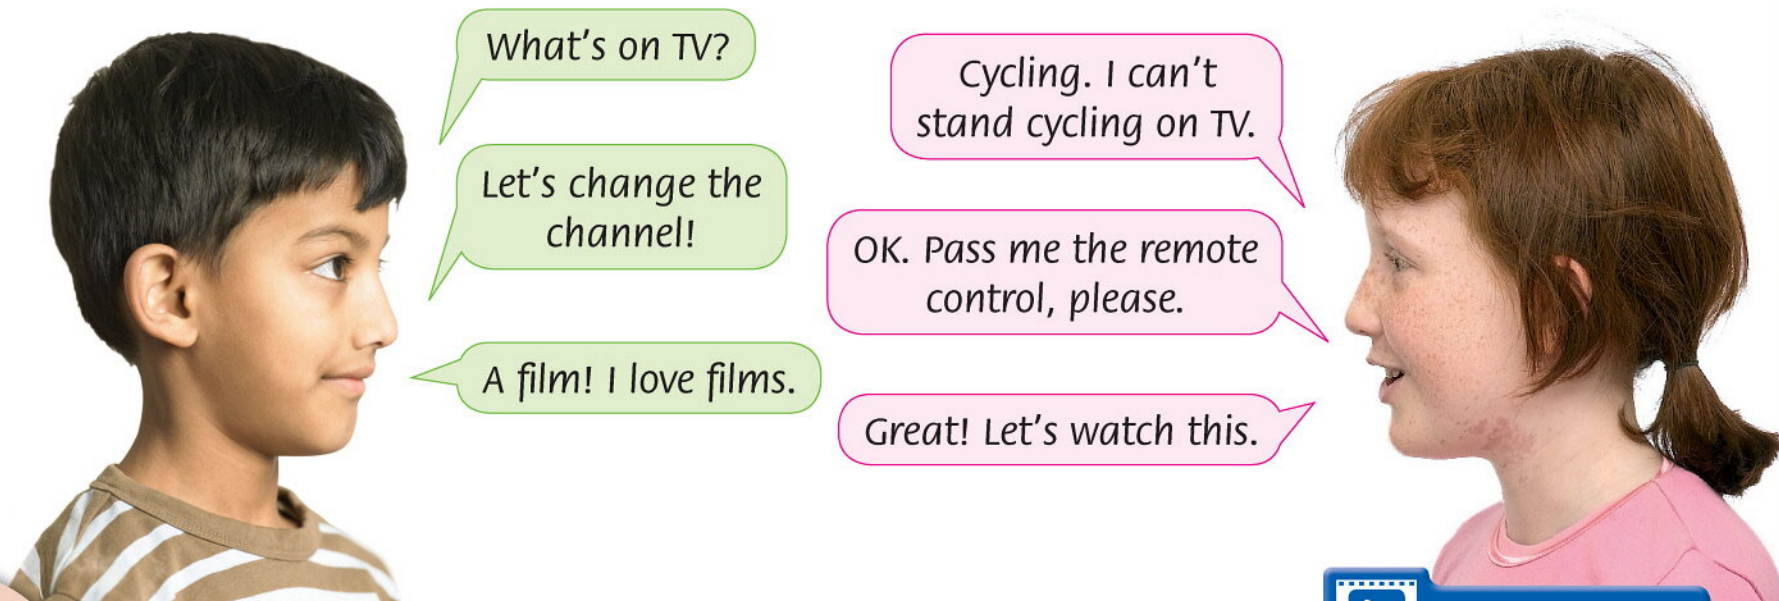 What's on TV?
Cycling. I can't
stand cycling on TV.
Let's change the
channel!
OK. Pass me the remote
control, please.
A film! I love films.
Great! Let's watch this.